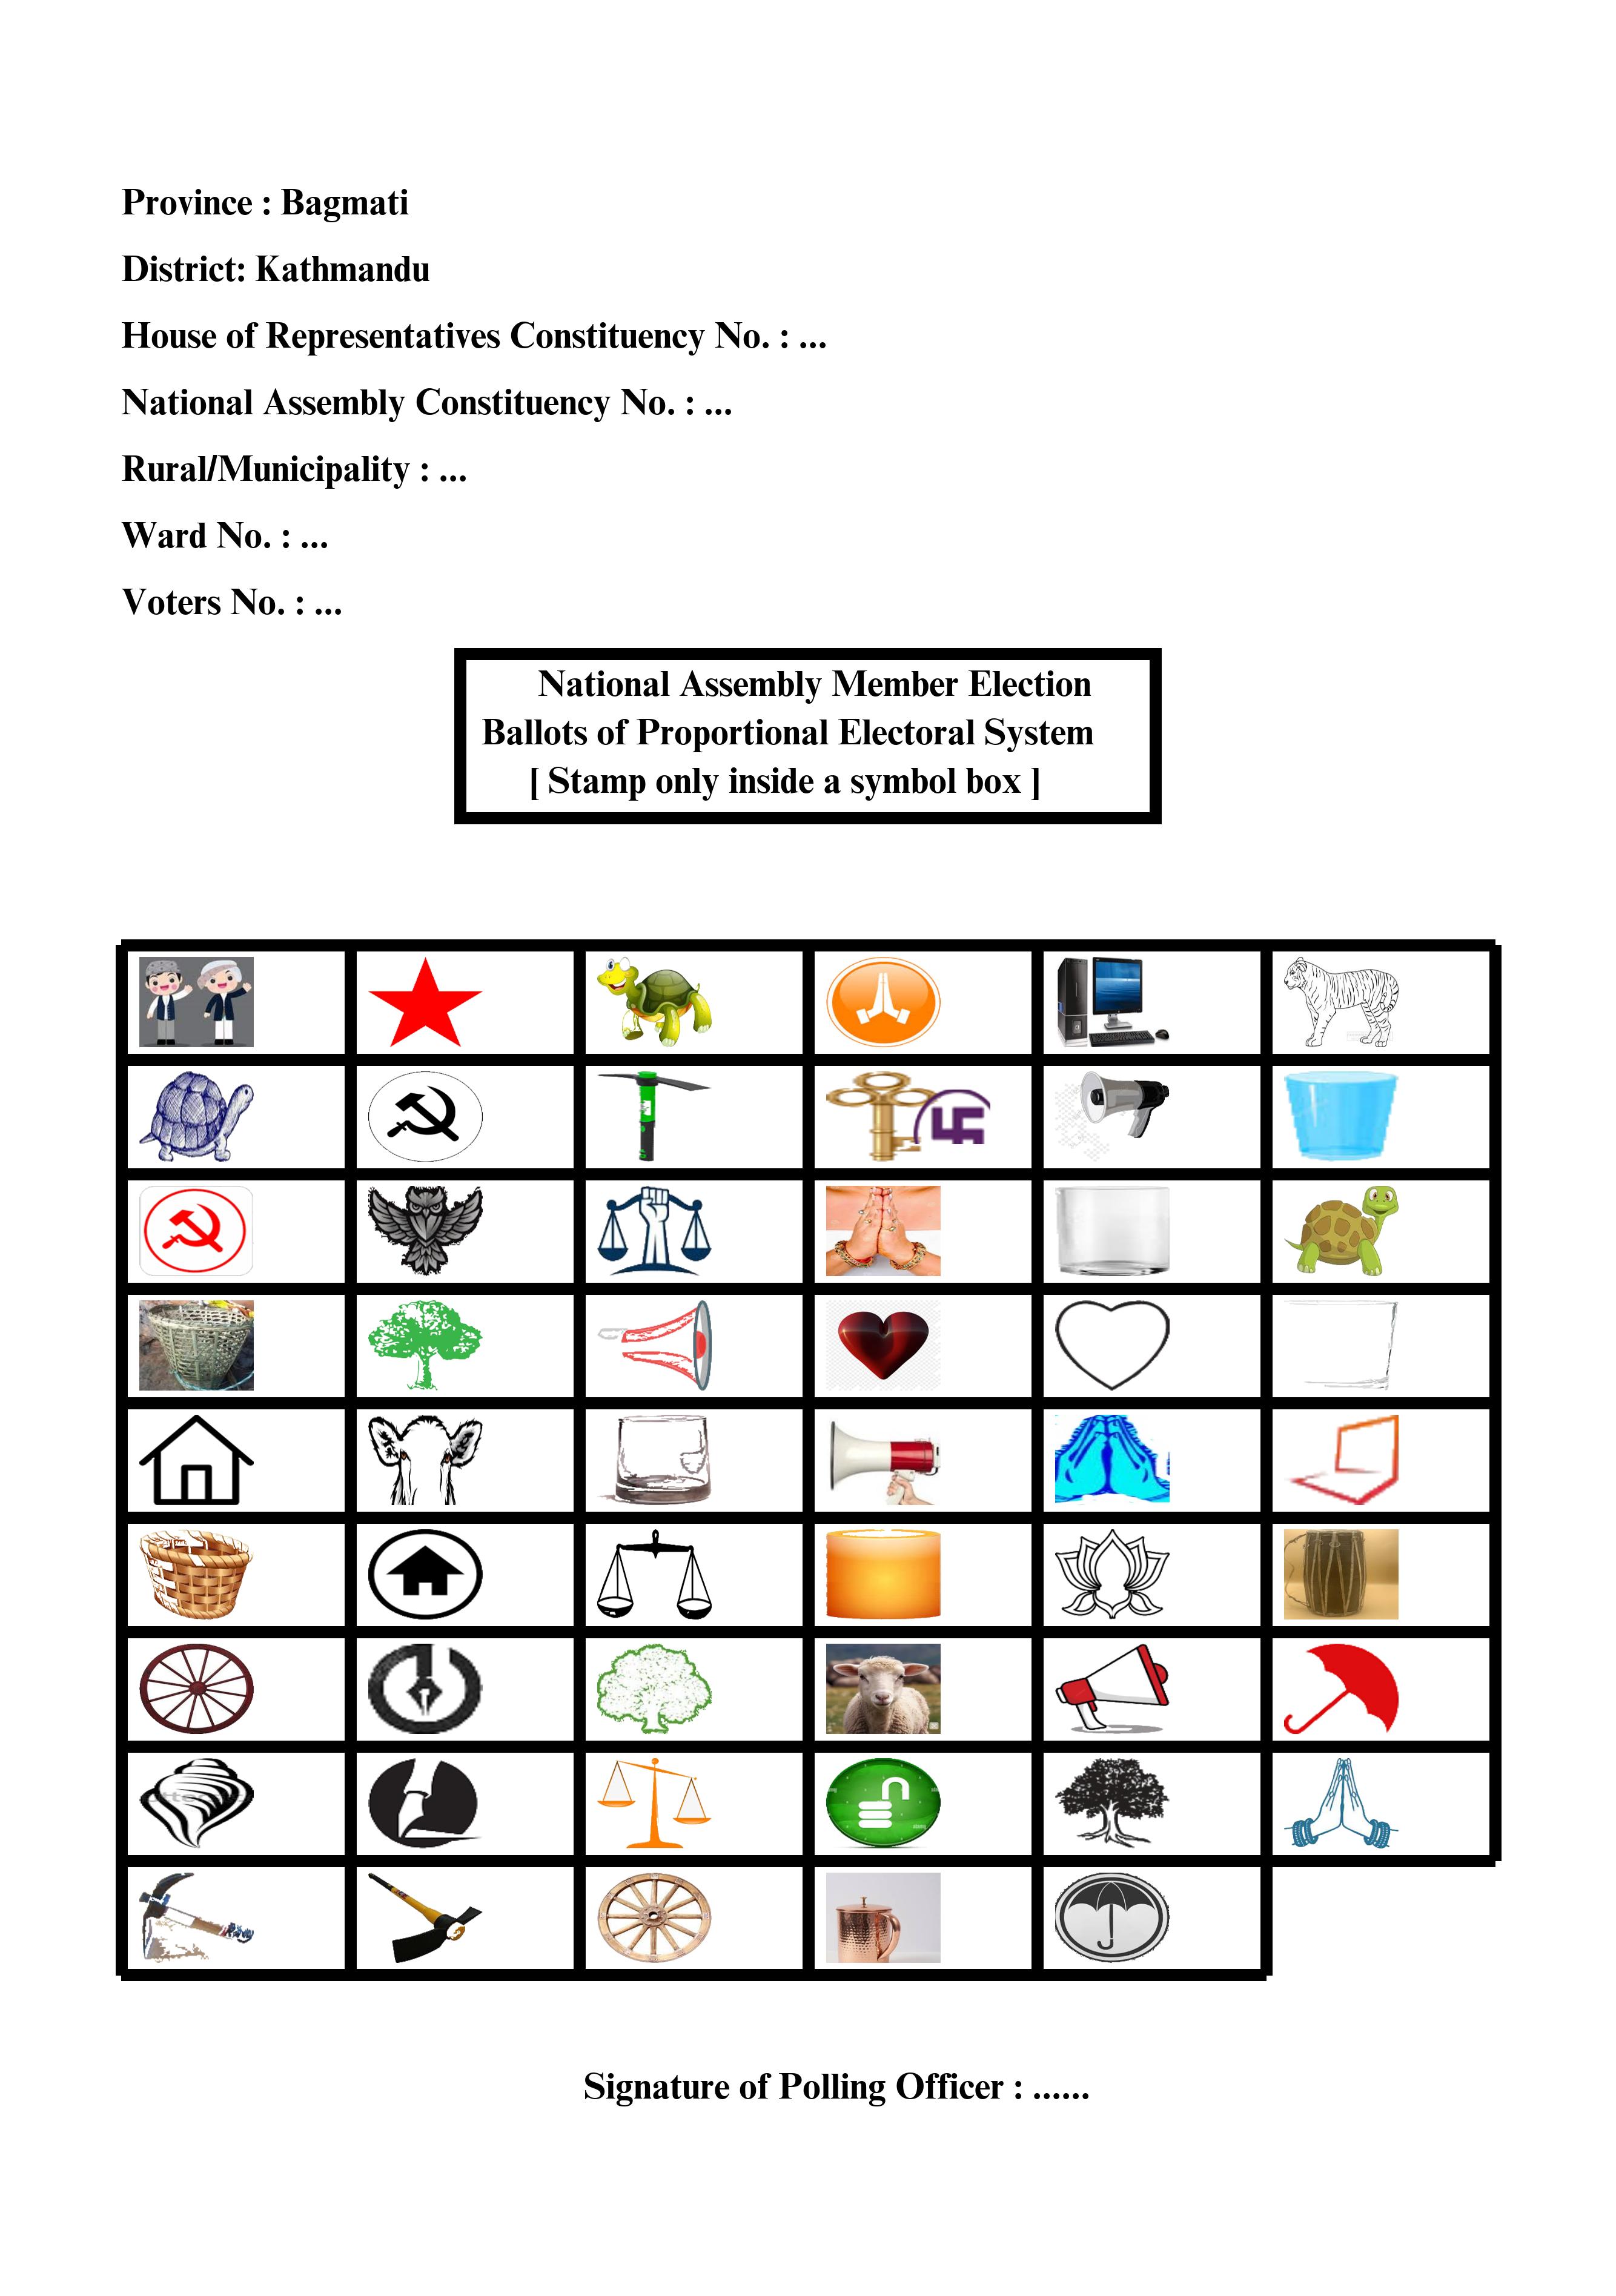 Province : Bagmati
District: Kathmandu
House of Representatives Constituency No. : ...
National Assembly Constituency No. : ...
Rural/Municipality : ...
Ward No. : ...
Voters No. : ...
National Assembly Member Election
Ballots of Proportional Electoral System
[ Stamp only inside a symbol box ]
Signature of Polling Officer : ......